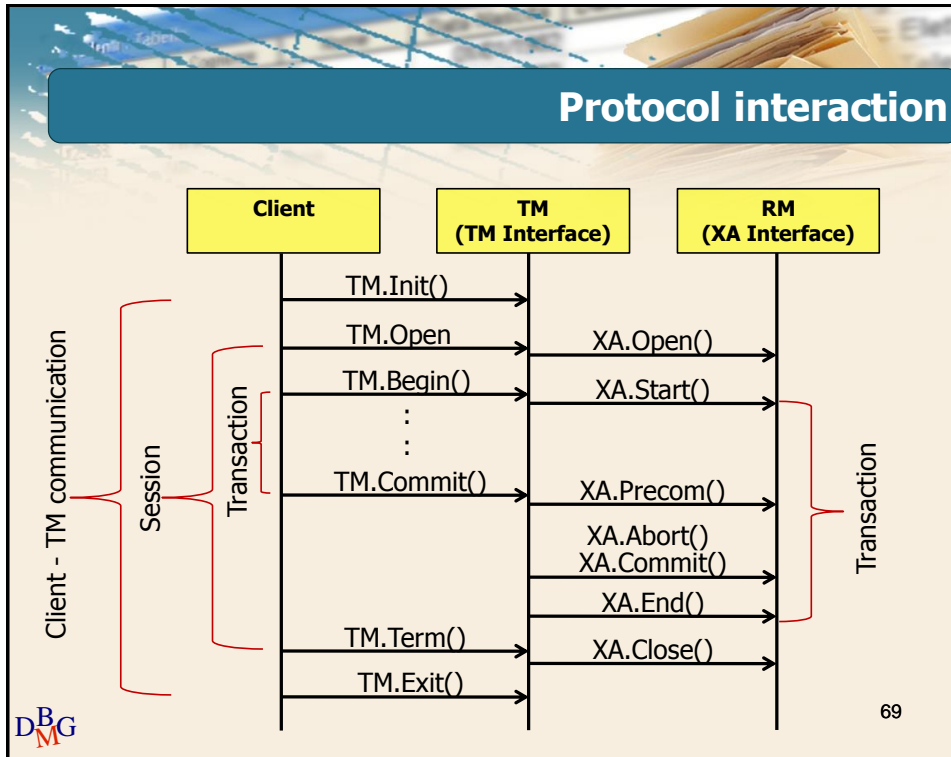 Protocol interaction
Client
TM
(TM Interface)
RM
(XA Interface)
TM.Init()
TM.Open
XA.Open()
TM.Begin()
XA.Start()
:
:
TM.Commit()
XA.Precom()
XA.Abort()
XA.Commit()
XA.End()
TM.Term()
XA.Close()
TM.Exit()
Client - TM communication
Session
Transaction
Transaction
DBMG
69